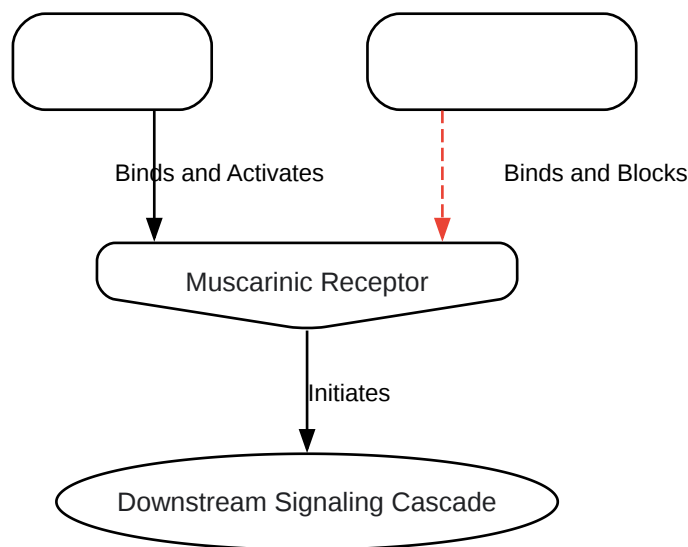 Binds and Activates
Binds and Blocks
Muscarinic Receptor
Initiates
Downstream Signaling Cascade